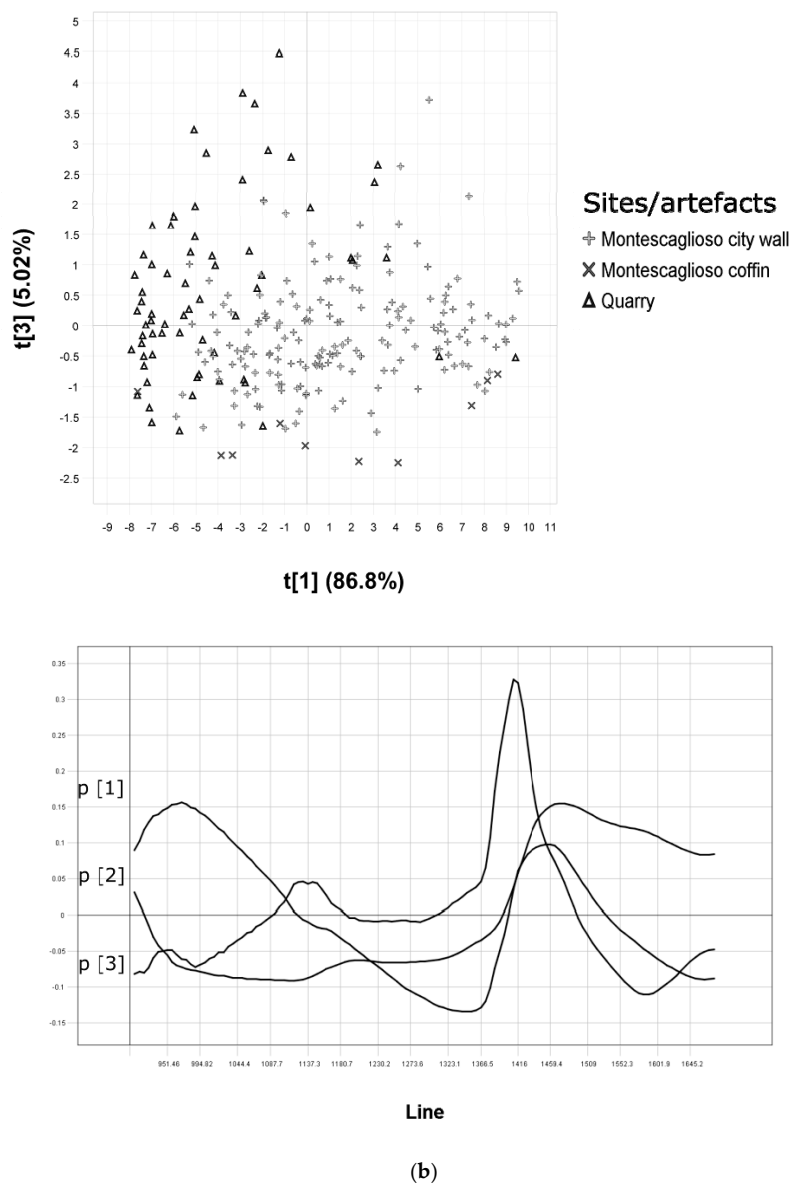 5
4.5
4
3.5
3
2.5
2
1.5
1
0.5
0
-0.5
-1
-1.5
-2
-2.5
t[3] (5.02%)
-9 -8 -7 -6 -5 -4 -3 -2 -1 0 1 2 3 4 5 6 7 8 9 10 11
t[1] (86.8%)
Sites/artefacts
Montescaglioso city wall
Montescaglioso coffin
Quarry
0.35
0.3
0.25
0.2
0.15
0.1
0.05
0
-0.05
-0.1
-0.15
p [1]
p [2]
p [3]
951.46 994.82 1044.4 1087.7 1137.3 1180.7 1230.2 1273.6 1323.1 1366.5 1416 1459.4 1509 1552.3 1601.9 1645.2
Line
(b)